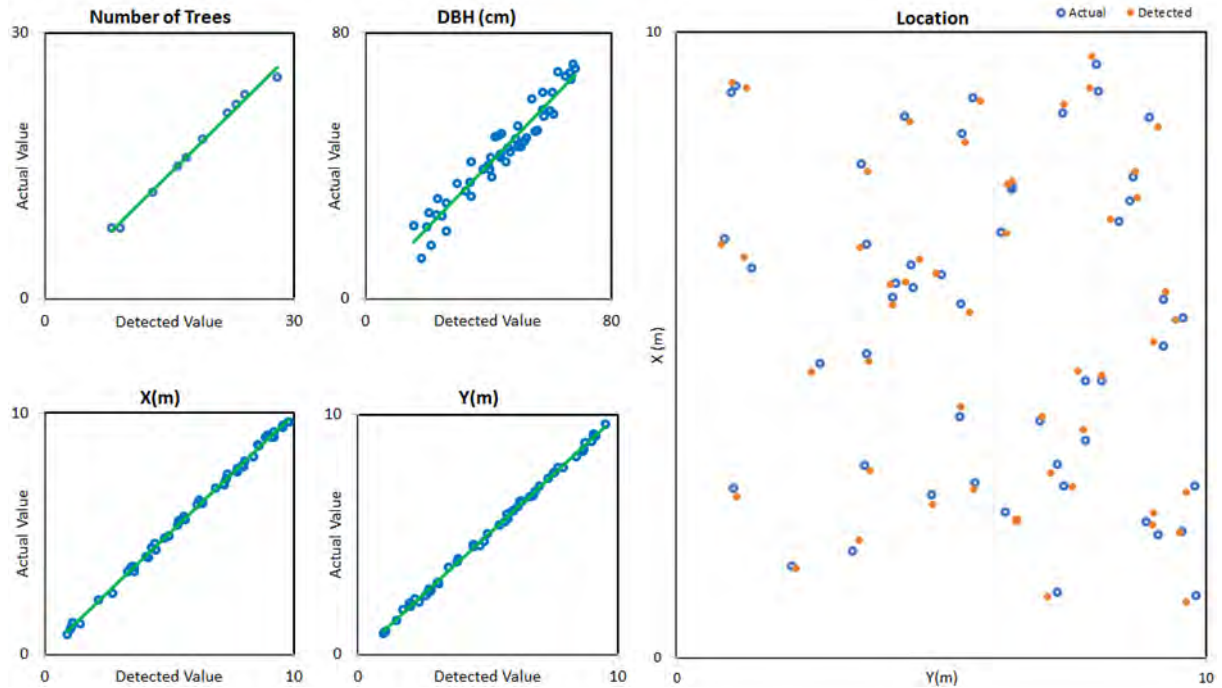 Number of Trees
30
Actual Value
0
0
Detected Value
30
DBH (cm)
80
Actual Value
0
0
Detected Value
80
X(m)
10
Actual Value
0
0
Detected Value
10
Y(m)
10
Actual Value
0
0
Detected Value
10
Location
Actual
Detected
10
X (m)
0
0
Y(m)
10